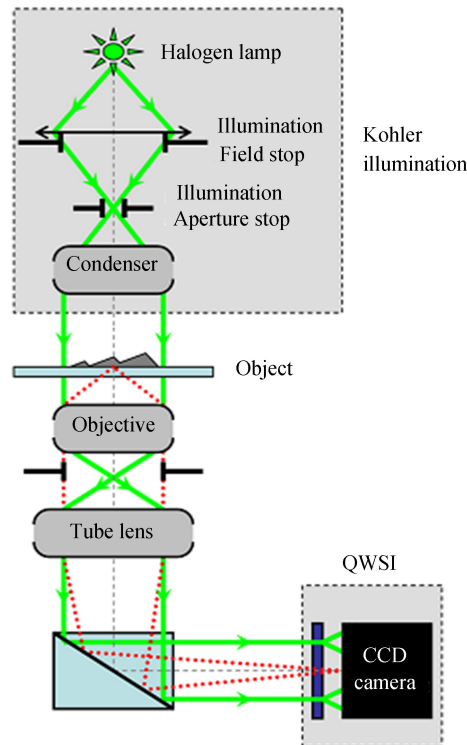 Halogen lamp
Illumination
Field stop
Kohler
illumination
Illumination
Aperture stop
Condenser
Object
Objective
Tube lens
QWSI
CCD
camera